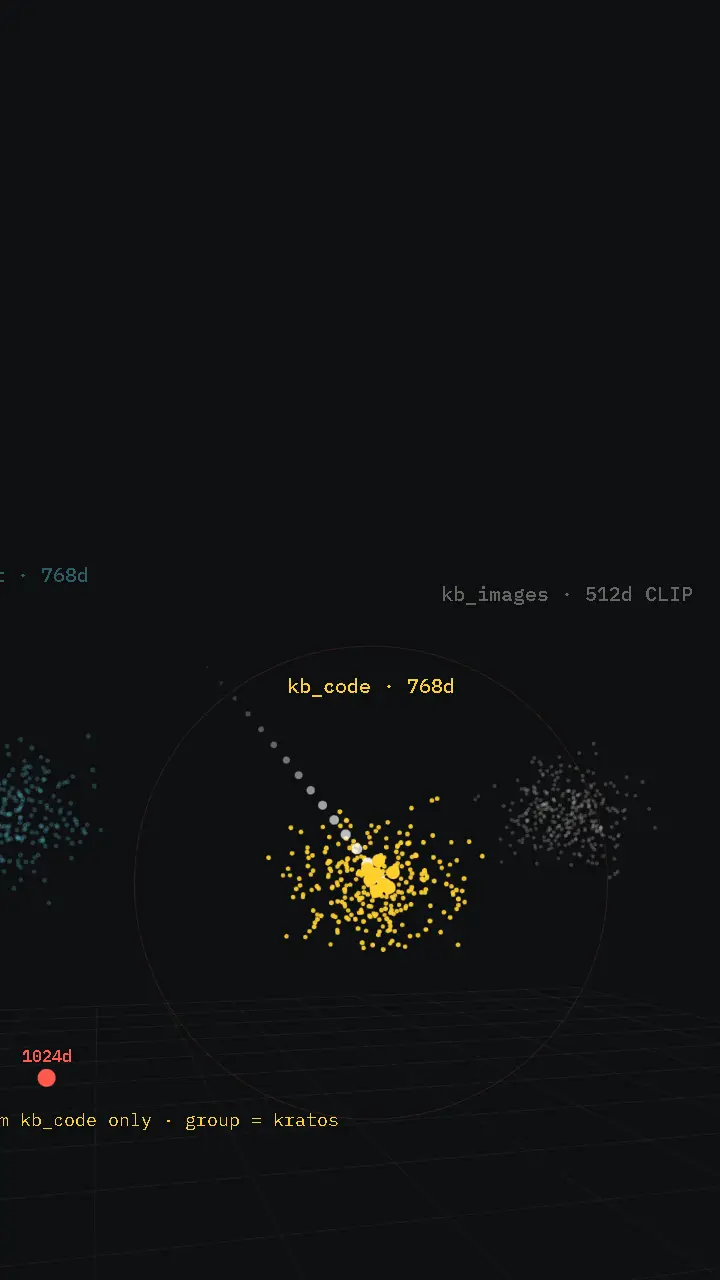 · 768d
kb_images · 512d CLIP
kb_code · 768d
1024d
kb_code only · group = kratos